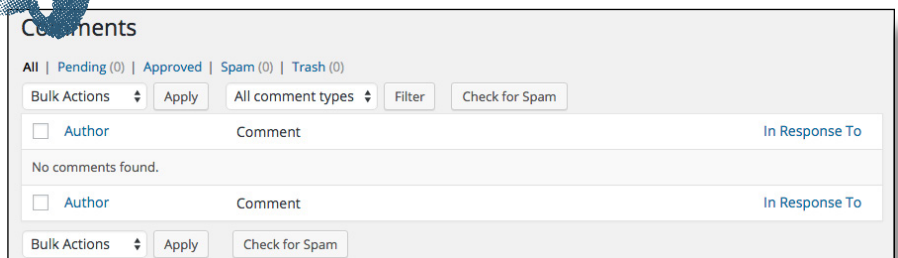 Comments
All | Pending (0) | Approved | Spam (0) | Trash (0)
Bulk Actions Apply All comment types Filter Check for Spam
Author Comment In Response To
No comments found.
Author Comment In Response To
Bulk Actions Apply Check for Spam